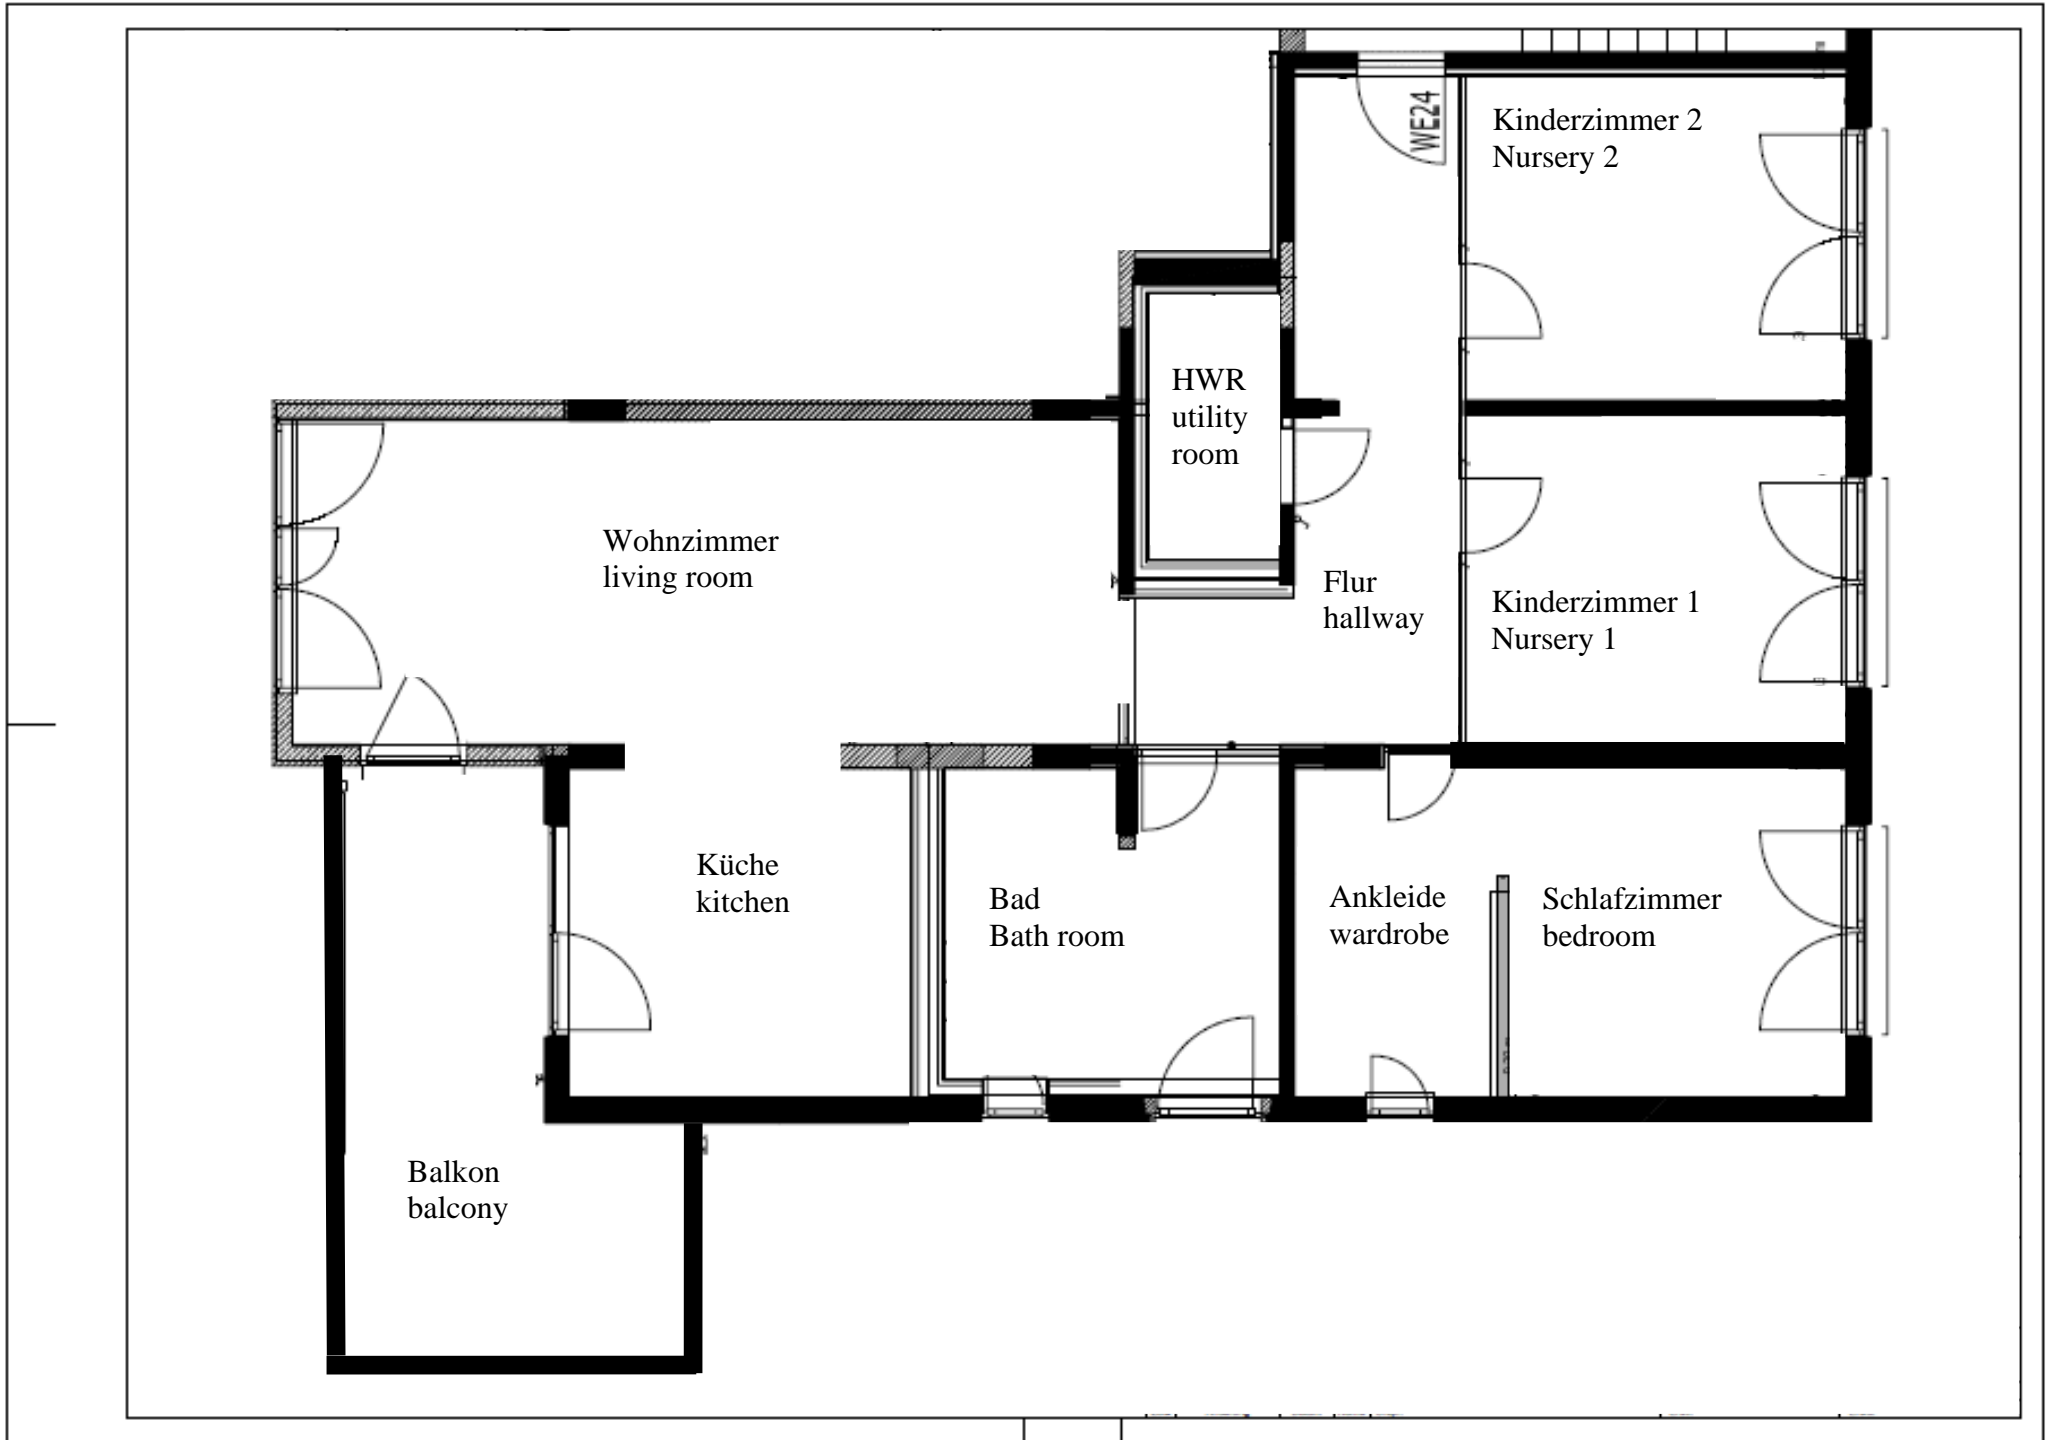 WE24
Kinderzimmer 2
Nursery 2
HWR
utility
room
Wohnzimmer
living room
Flur
hallway
Kinderzimmer 1
Nursery 1
Küche
kitchen
Bad
Bath room
Ankleide
wardrobe
Schlafzimmer
bedroom
Balkon
balcony